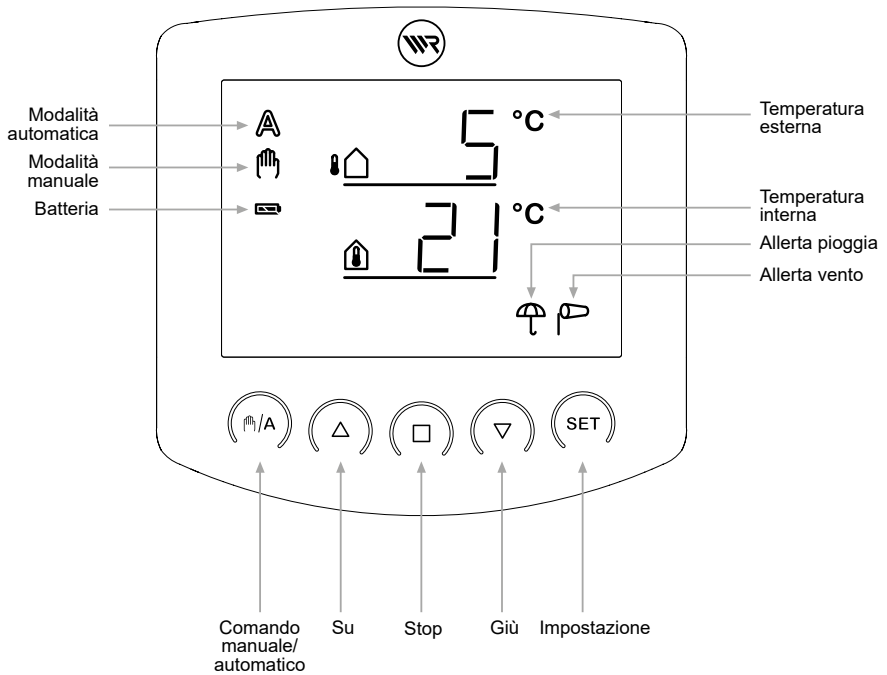 WR
Modalità
automatica
A
5 °C
Temperatura
esterna
Modalità
manuale
Batteria
21 °C
Temperatura
interna
Allerta pioggia
Allerta vento
/A
SET
Comando
manuale/
automatico
Su
Stop
Giù
Impostazione